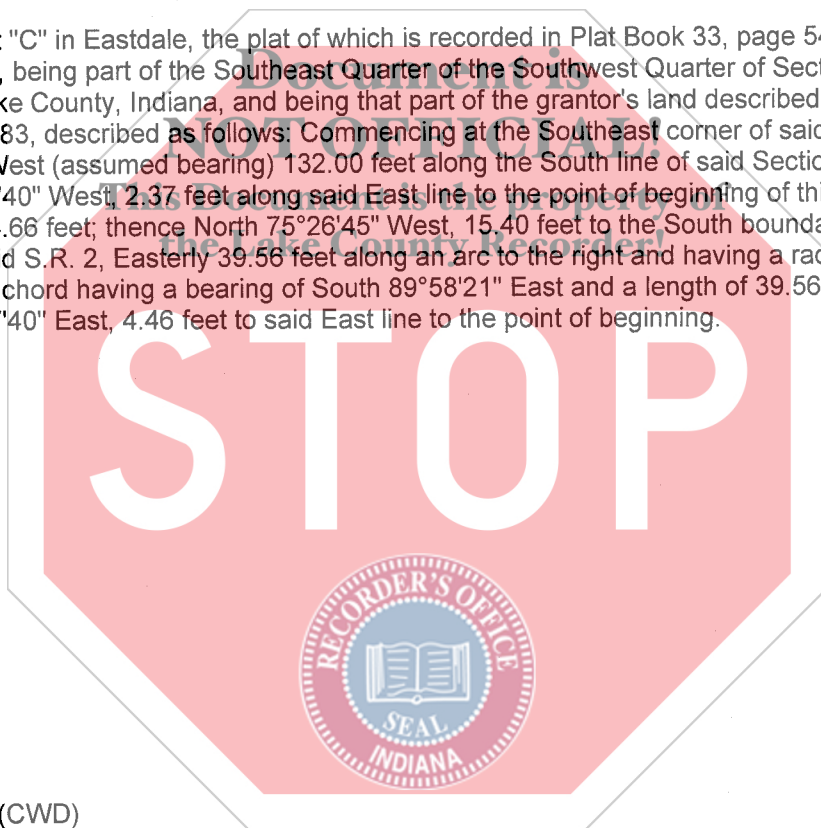 "C" in Eastdale, the plat of which is recorded in Plat Book 33, page 54
, being part of the Southeast Quarter of the Southwest Quarter of Sect
ke County, Indiana, and being that part of the grantor's land described
83, described as follows: Commencing at the Southeast corner of said
West (assumed bearing) 132.00 feet along the South line of said Sectio
'40" West, 2.37 feet along said East line to the point of beginning of thi
.66 feet; thence North 75°26'45" West, 15.40 feet to the South bounda
d S.R. 2, Easterly 39.56 feet along an arc to the right and having a rad
chord having a bearing of South 89°58'21" East and a length of 39.56
'40" East, 4.46 feet to said East line to the point of beginning.
Document is
NOT OFFICIAL!
This Document is the property of
the Lake County Recorder!
STOP
RECORDER'S OFFICE
SEAL
INDIANA
(CWD)